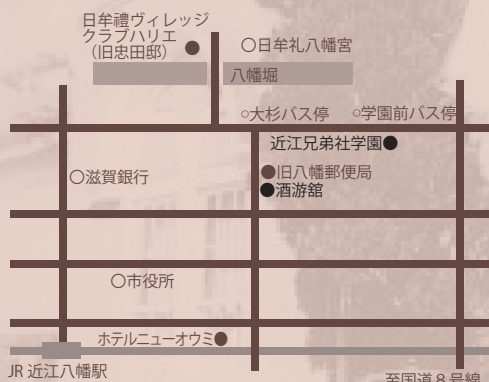 日牟禮ヴィレッジ
クラブハリエ
（旧忠田邸）●
○日牟礼八幡宮
八幡堀
○大杉バス停
○学園前バス停
近江兄弟社学園●
○滋賀銀行
●旧八幡郵便局
●酒游舘
○市役所
ホテルニューオウミ●
JR 近江八幡駅
至国道８号線